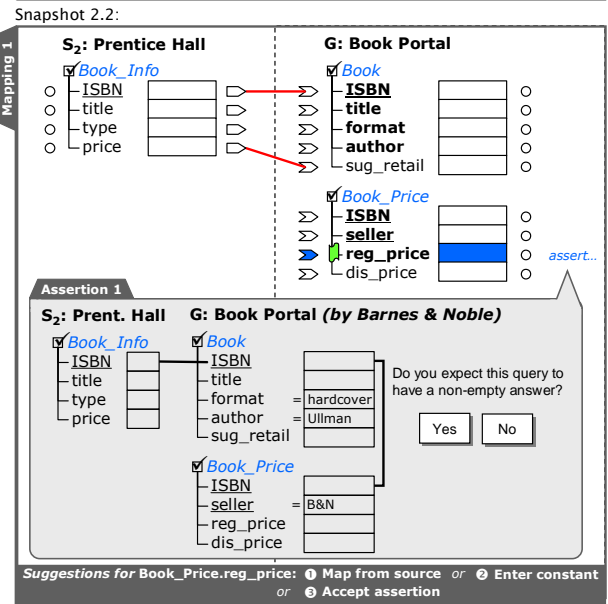 Snapshot 2.2:
Mapping 1
S2: Prentice Hall
Book_Info
ISBN
title
type
price
G: Book Portal
Book
ISBN
title
format
author
sug_retail
Book_Price
ISBN
seller
reg_price
dis_price
assert...
Assertion 1
S2: Prent. Hall
Book_Info
ISBN
title
type
price
G: Book Portal (by Barnes & Noble)
Book
ISBN
title
format = hardcover
author = Ullman
sug_retail
Book_Price
ISBN
seller = B&N
reg_price
dis_price
Do you expect this query to
have a non-empty answer?
Yes No
Suggestions for Book_Price.reg_price: ❶ Map from source or ❷ Enter constant
or ❸ Accept assertion